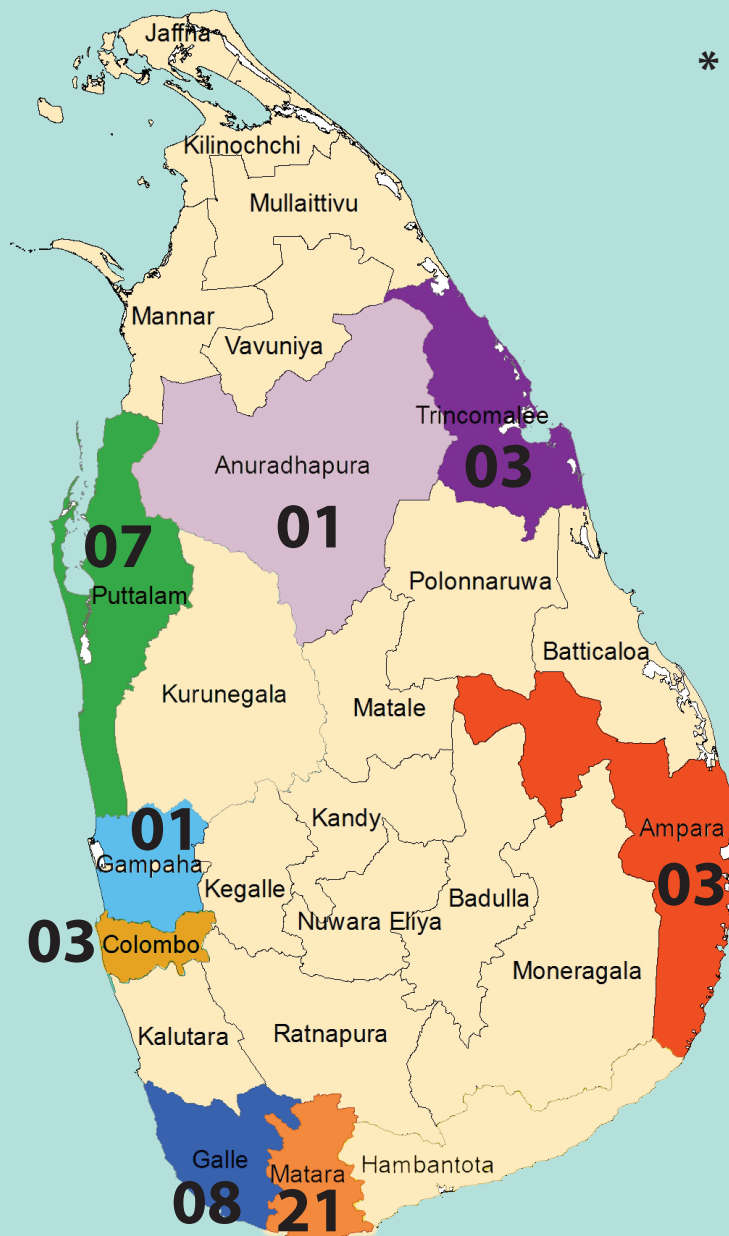 Jaffna
*
Kilinochchi
Mullaittivu
Mannar
Vavuniya
Trincomalee
03
Anuradhapura
01
07
Puttalam
Polonnaruwa
Batticaloa
Kurunegala
Matale
01
Gampaha
Kandy
Ampara
03
Kegalle
Badulla
Nuwara Eliya
03
Colombo
Moneragala
Kalutara
Ratnapura
Galle
08
Matara
21
Hambantota